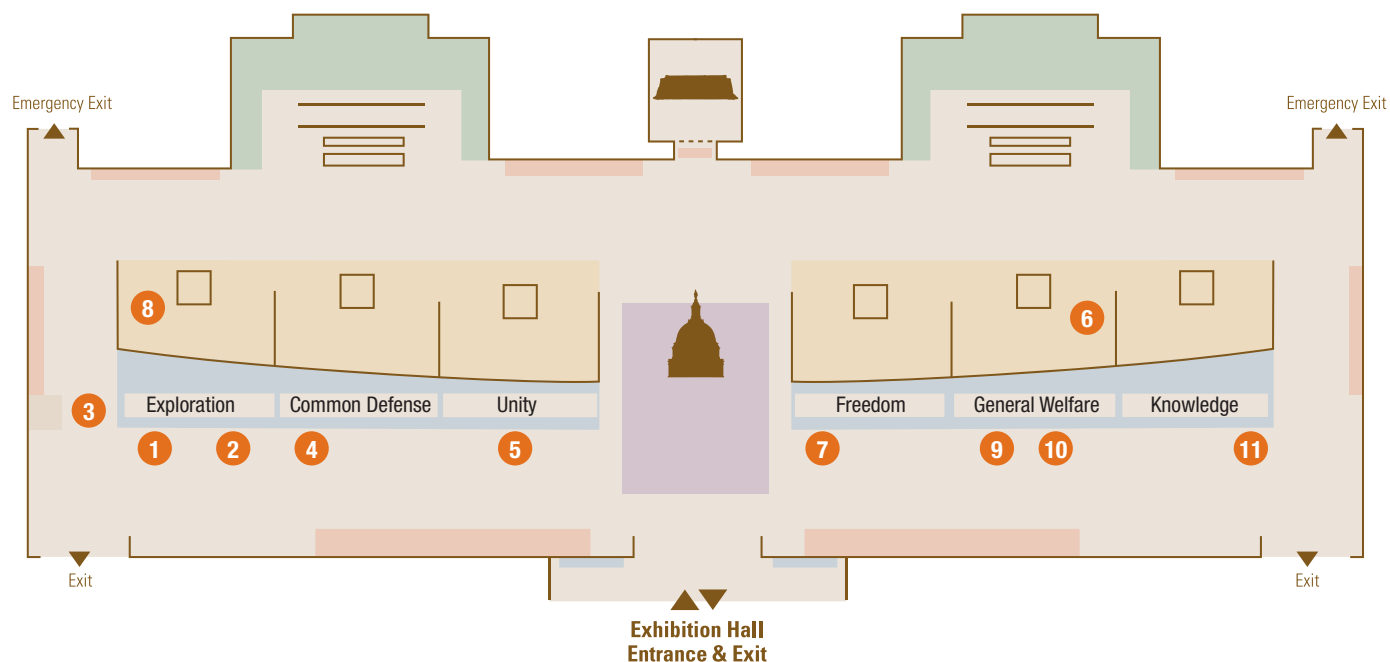 Emergency Exit
Emergency Exit
8
6
3
Exploration
Common Defense
Unity
Freedom
General Welfare
Knowledge
1
2
4
5
7
9
10
11
Exit
Exit
Exhibition Hall
Entrance & Exit